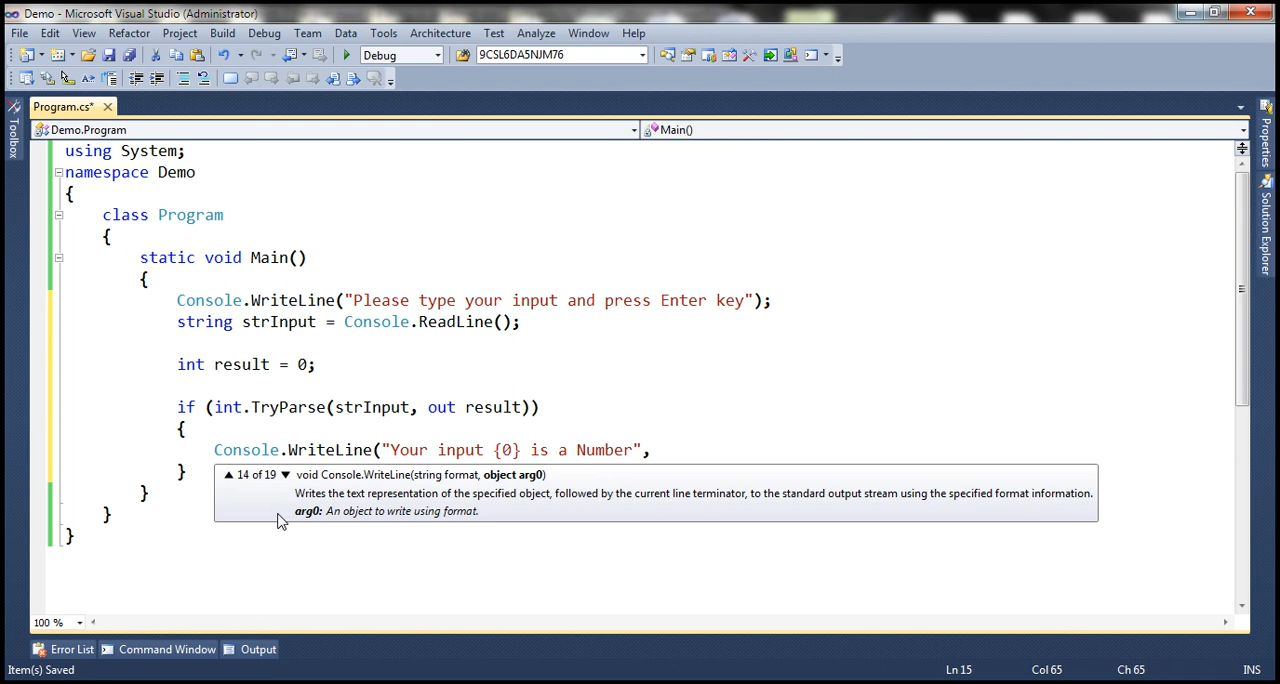 Demo - Microsoft Visual Studio (Administrator)
File Edit View Refactor Project Build Debug Team Data Tools Architecture Test Analyze Window Help
Debug 9CSL6DA5NJM76
Program.cs* ×
Demo.Program Main()
Toolbox
Properties
Solution Explorer
using System;
namespace Demo
{
class Program
{
static void Main()
{
Console.WriteLine("Please type your input and press Enter key");
string strInput = Console.ReadLine();
int result = 0;
if (int.TryParse(strInput, out result))
{
Console.WriteLine("Your input {0} is a Number",
}
▲ 14 of 19 ▼ void Console.WriteLine(string format, object arg0)
Writes the text representation of the specified object, followed by the current line terminator, to the standard output stream using the specified format information.
arg0: An object to write using format.
}
}
}
100 %
Error List Command Window Output
Item(s) Saved Ln 15 Col 65 Ch 65 INS